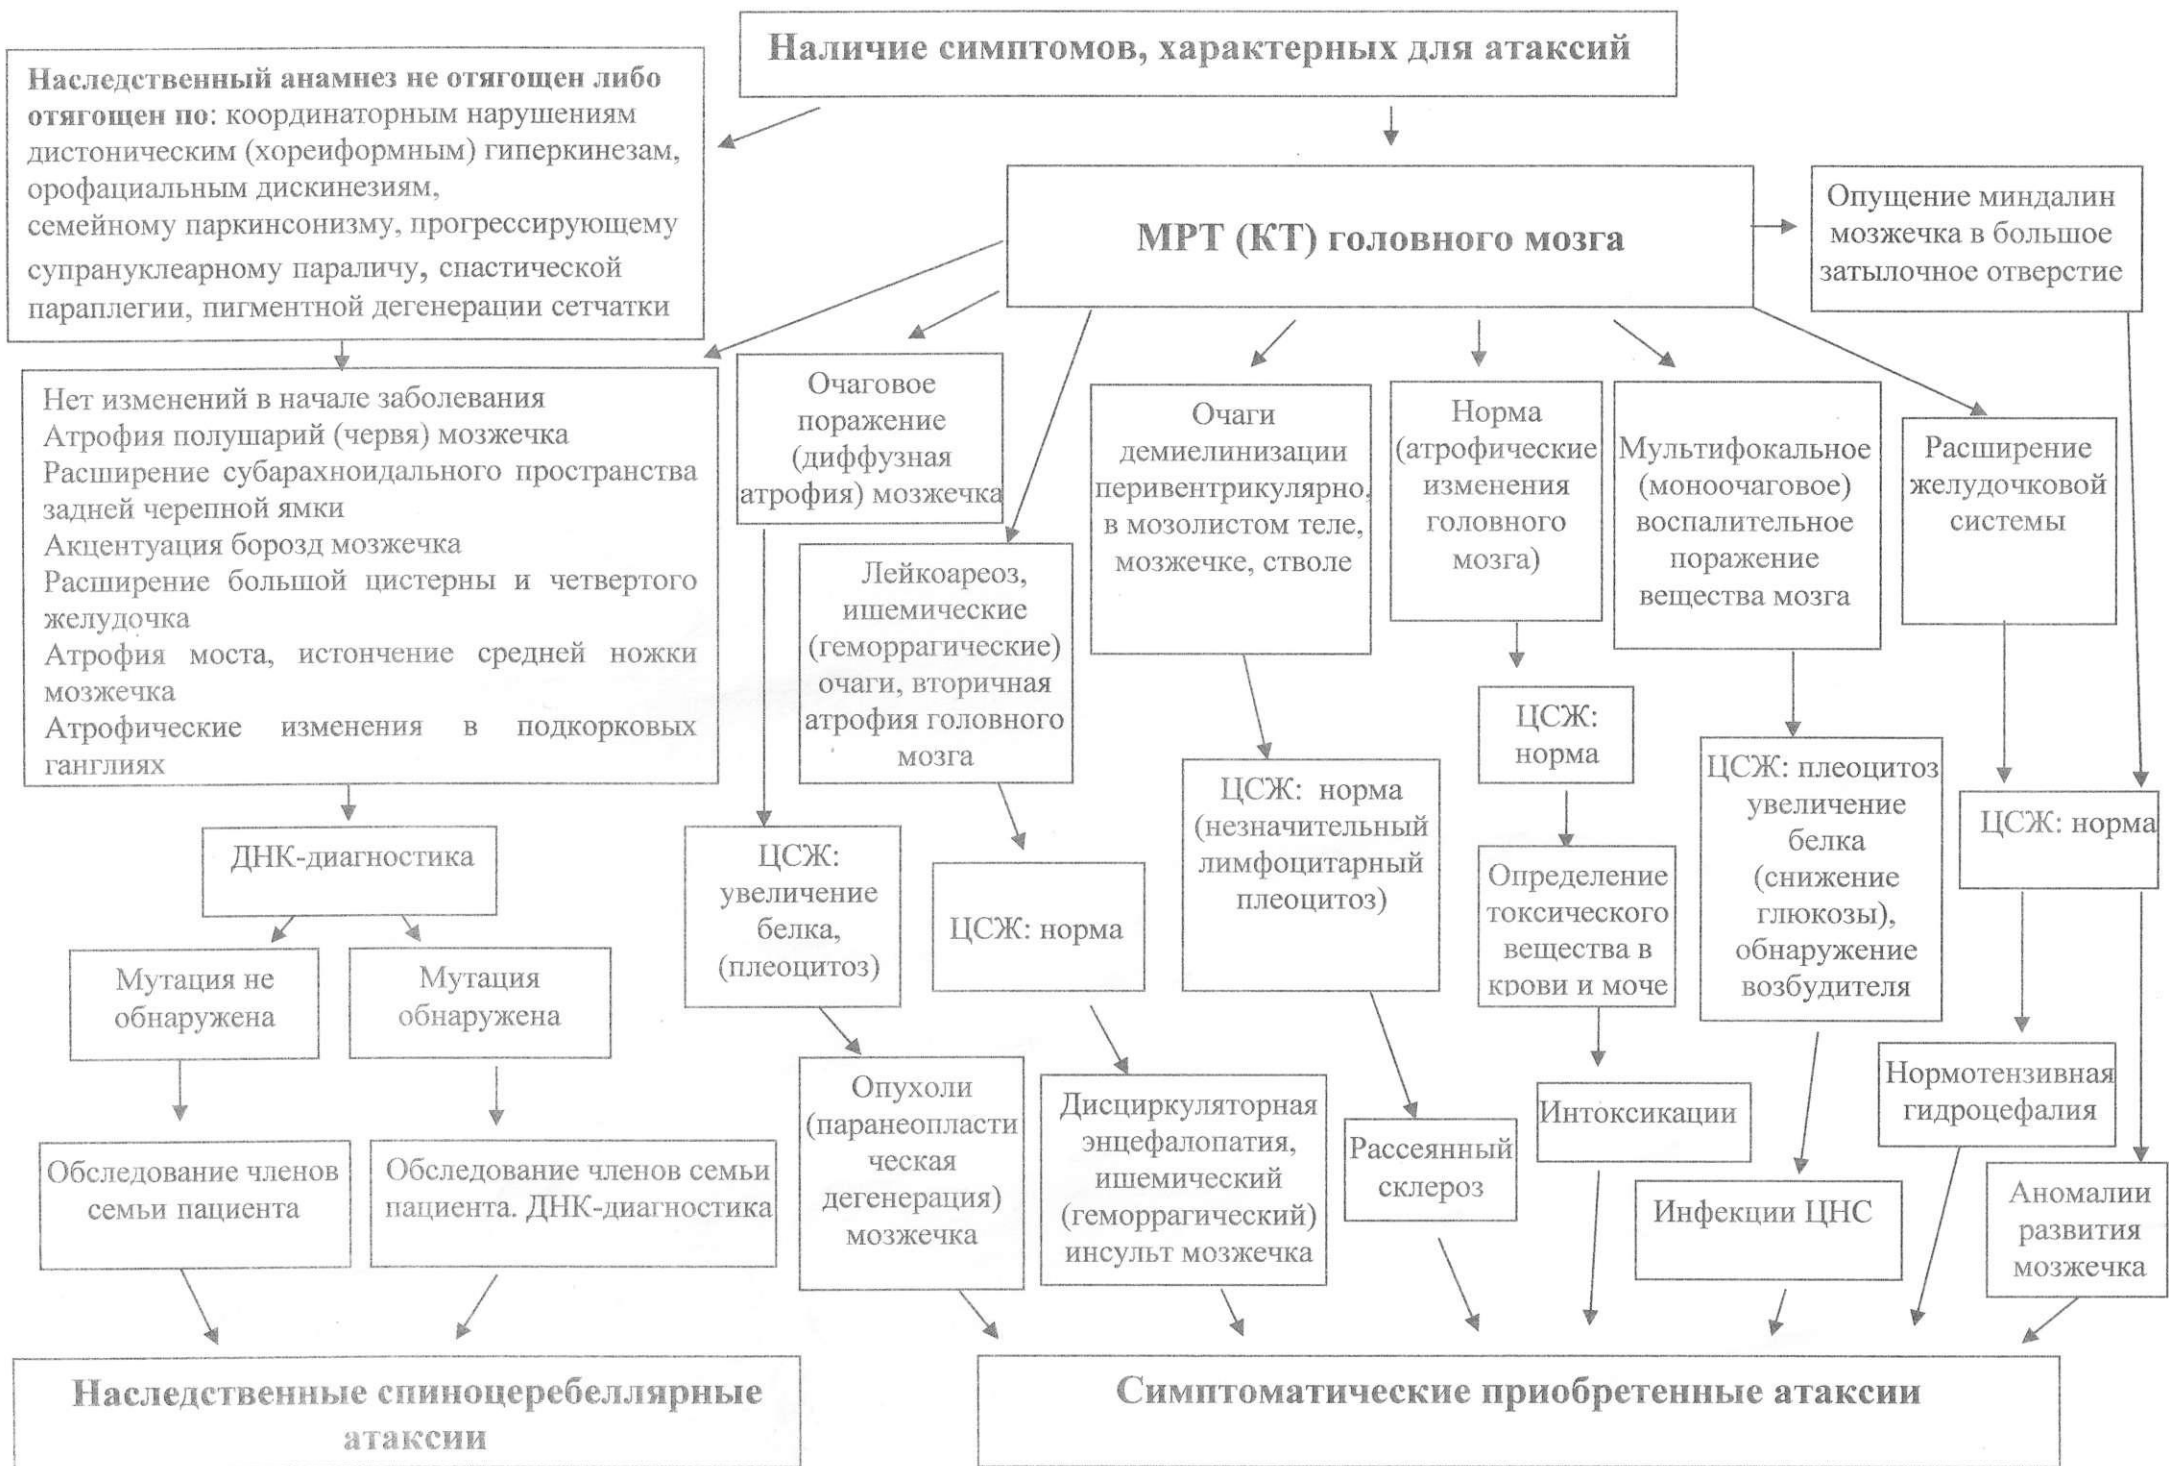 Наличие симптомов, характерных для атаксий
Наследственный анамнез не отягощен либо
отягощен по: координаторным нарушениям
дистоническим (хореиформным) гиперкинезам,
орофациальным дискинезиям,
семейному паркинсонизму, прогрессирующему
супрануклеарному параличу, спастической
параплегии, пигментной дегенерации сетчатки
МРТ (КТ) головного мозга
Опущение миндалин
мозжечка в большое
затылочное отверстие
Нет изменений в начале заболевания
Атрофия полушарий (червя) мозжечка
Расширение субарахноидального пространства
задней черепной ямки
Акцентуация борозд мозжечка
Расширение большой цистерны и четвертого
желудочка
Атрофия моста, истончение средней ножки
мозжечка
Атрофические изменения в подкорковых
ганглиях
Очаговое
поражение
(диффузная
атрофия) мозжечка
Лейкоареоз,
ишемические
(геморрагические)
очаги, вторичная
атрофия головного
мозга
Очаги
демиелинизации
перивентрикулярно,
в мозолистом теле,
мозжечке, стволе
Норма
(атрофические
изменения
головного
мозга)
Мультифокальное
(моноочаговое)
воспалительное
поражение
вещества мозга
Расширение
желудочковой
системы
ДНК-диагностика
ЦСЖ:
увеличение
белка,
(плеоцитоз)
ЦСЖ: норма
ЦСЖ: норма
(незначительный
лимфоцитарный
плеоцитоз)
ЦСЖ:
норма
Определение
токсического
вещества в
крови и моче
ЦСЖ: плеоцитоз
увеличение
белка
(снижение
глюкозы),
обнаружение
возбудителя
ЦСЖ: норма
Мутация не
обнаружена
Мутация
обнаружена
Обследование членов
семьи пациента
Обследование членов семьи
пациента. ДНК-диагностика
Опухоли
(паранеопласти
ческая
дегенерация)
мозжечка
Дисциркуляторная
энцефалопатия,
ишемический
(геморрагический)
инсульт мозжечка
Рассеянный
склероз
Интоксикации
Инфекции ЦНС
Нормотензивная
гидроцефалия
Аномалии
развития
мозжечка
Наследственные спиноцеребеллярные
атаксии
Симптоматические приобретенные атаксии